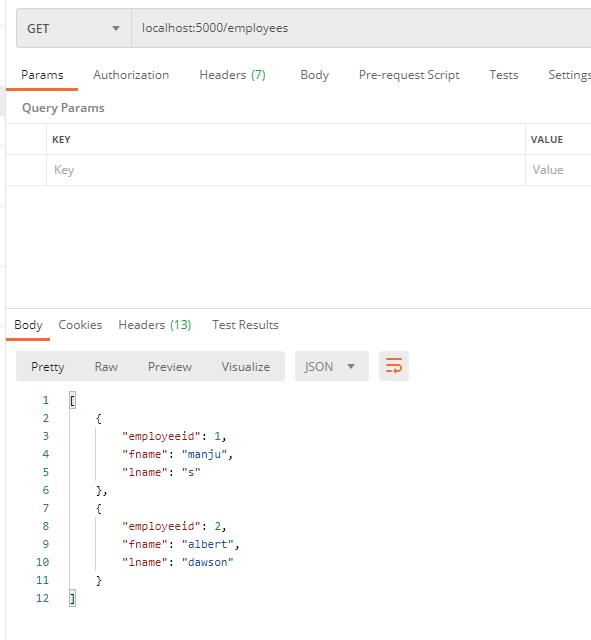 GET localhost:5000/employees
Params Authorization Headers (7) Body Pre-request Script Tests Settings
Query Params
KEY VALUE
Key Value
Body Cookies Headers (13) Test Results
Pretty Raw Preview Visualize JSON
1 [
2 {
3 "employeeid": 1,
4 "fname": "manju",
5 "lname": "s"
6 },
7 {
8 "employeeid": 2,
9 "fname": "albert",
10 "lname": "dawson"
11 }
12 ]